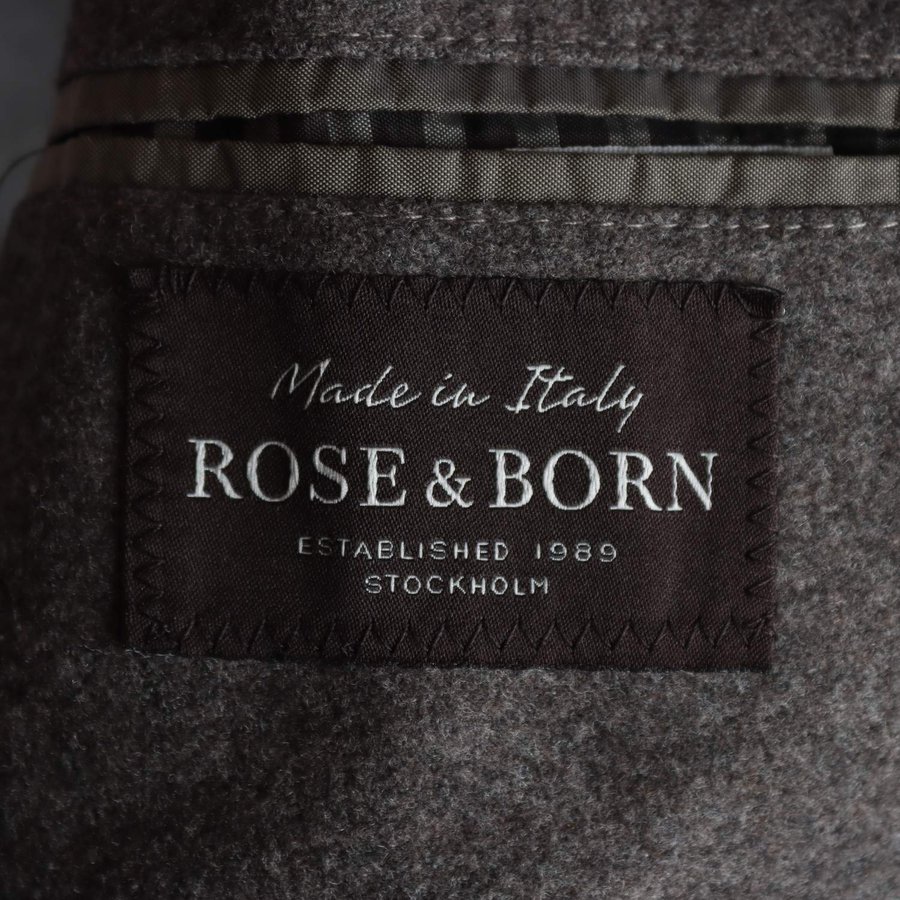 Made in Italy
ROSE & BORN
ESTABLISHED 1989
STOCKHOLM